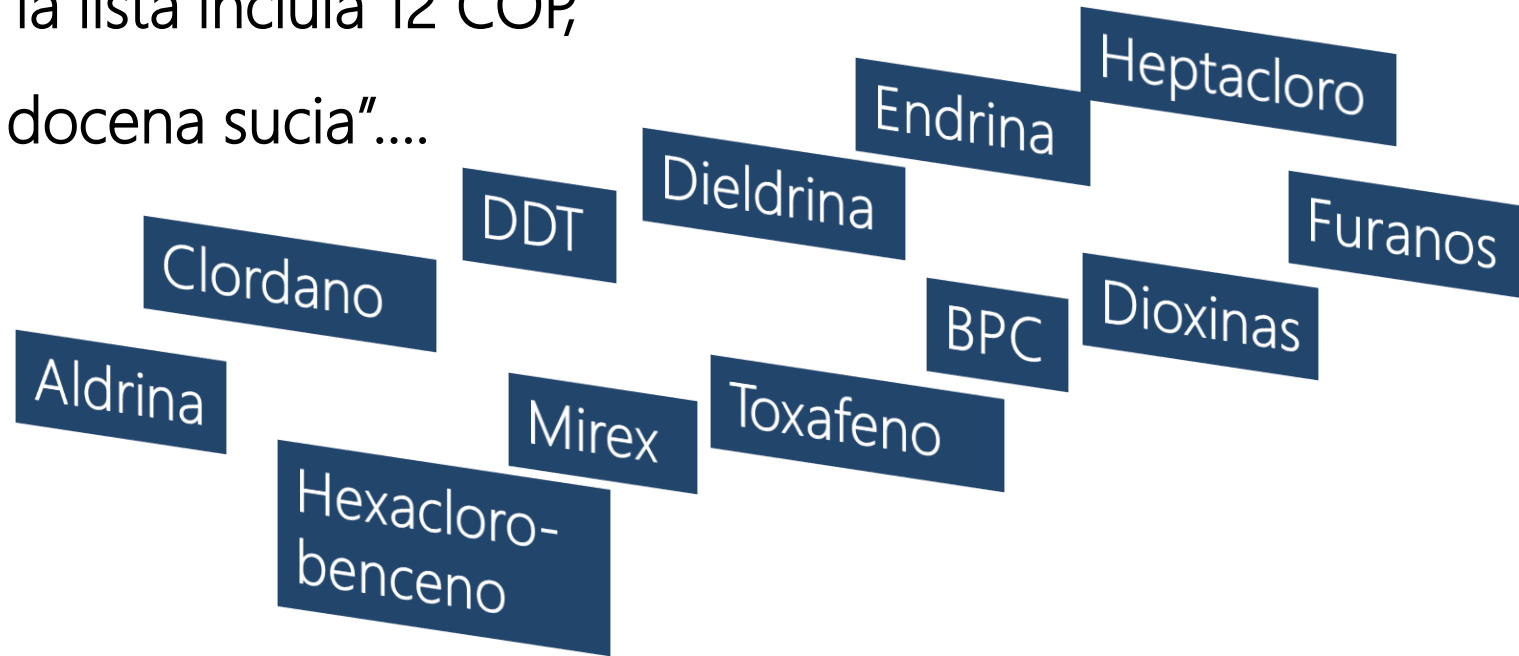 la lista incluía 12 COP,
docena sucia”....
Heptacloro
Endrina
Dieldrina
DDT
Furanos
Clordano
Dioxinas
BPC
Aldrina
Toxafeno
Mirex
Hexacloro-
benceno